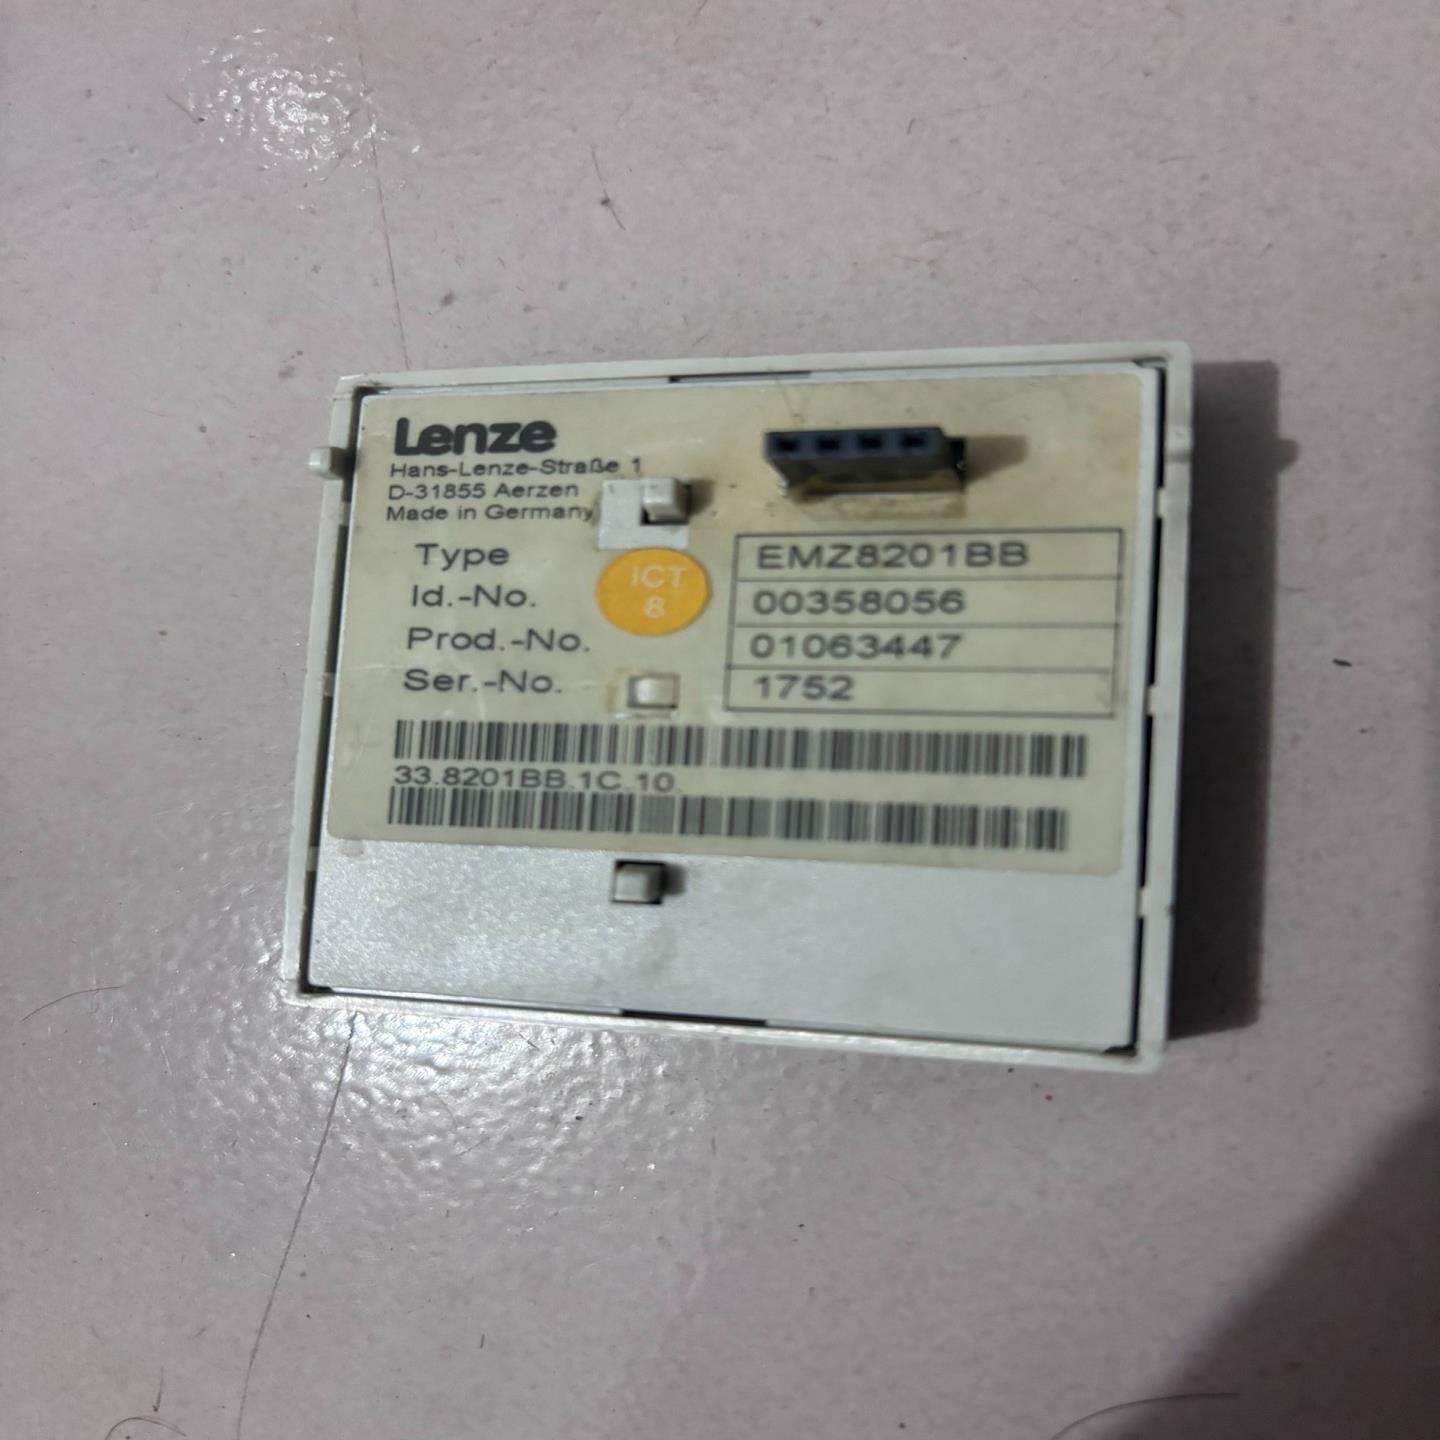 Lenze
Hans-Lenze-Straße 1
D-31855 Aerzen
Made in Germany
Type EMZ8201BB
Id.-No. 00358056
Prod.-No. 01063447
Ser.-No. 1752
ICT
8
33.8201BB.1C.10.